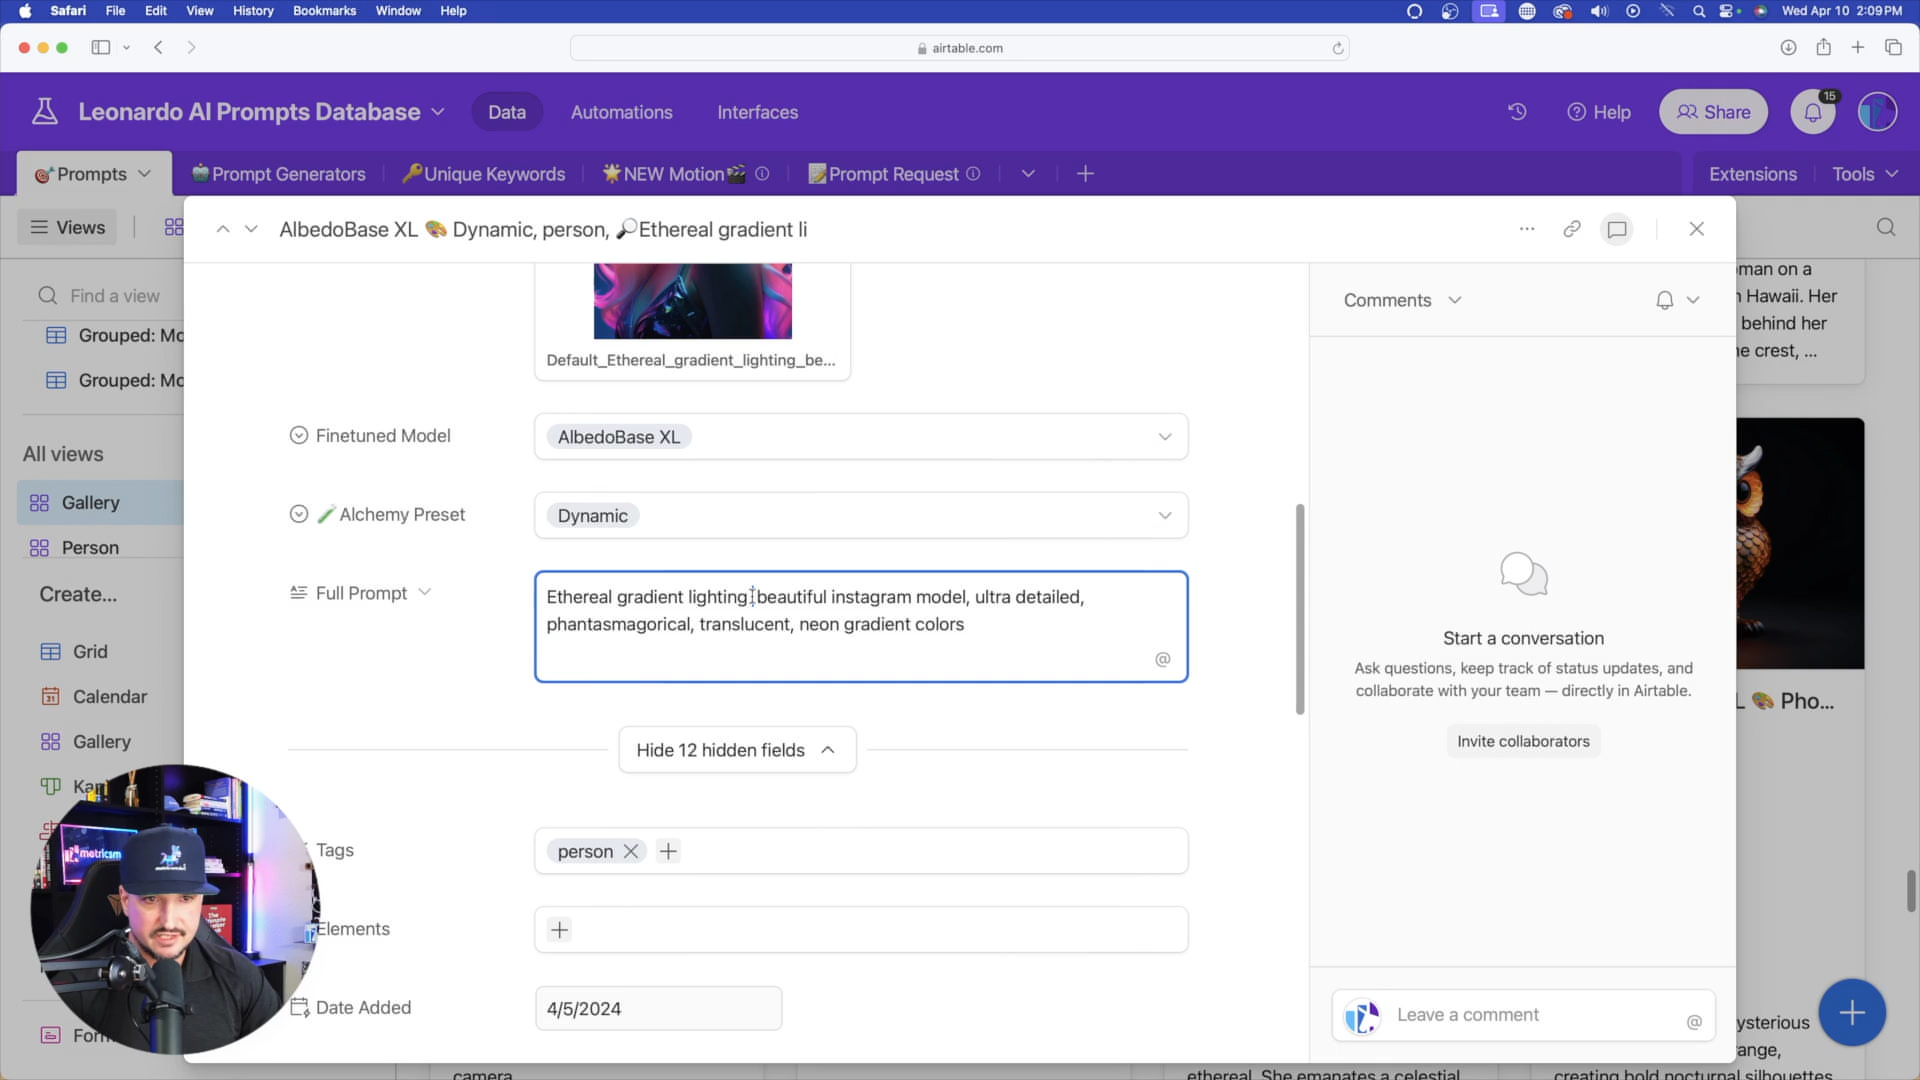 Safari File Edit View History Bookmarks Window Help Wed Apr 10 2:09 PM
airtable.com
Leonardo AI Prompts Database Data Automations Interfaces Help Share 15
Prompts Prompt Generators Unique Keywords NEW Motion Prompt Request Extensions Tools
Views
AlbedoBase XL 🎨 Dynamic, person, 🔎Ethereal gradient li
Find a view
Grouped: Mo
Grouped: Mo
All views
Gallery
Person
Create...
Grid
Calendar
Gallery
Ka
Form
Default_Ethereal_gradient_lighting_be...
Finetuned Model
AlbedoBase XL
Alchemy Preset
Dynamic
Full Prompt
Ethereal gradient lighting beautiful instagram model, ultra detailed,
phantasmagorical, translucent, neon gradient colors
@
Hide 12 hidden fields
Tags
person
Elements
Date Added
4/5/2024
Comments
Start a conversation
Ask questions, keep track of status updates, and
collaborate with your team — directly in Airtable.
Invite collaborators
Leave a comment
@
man on a
Hawaii. Her
behind her
e crest, ...
L 🎨 Pho...
ysterious
ange,
camera
ethereal. She emanates a celestial
creating bold nocturnal silhouettes
metricsm